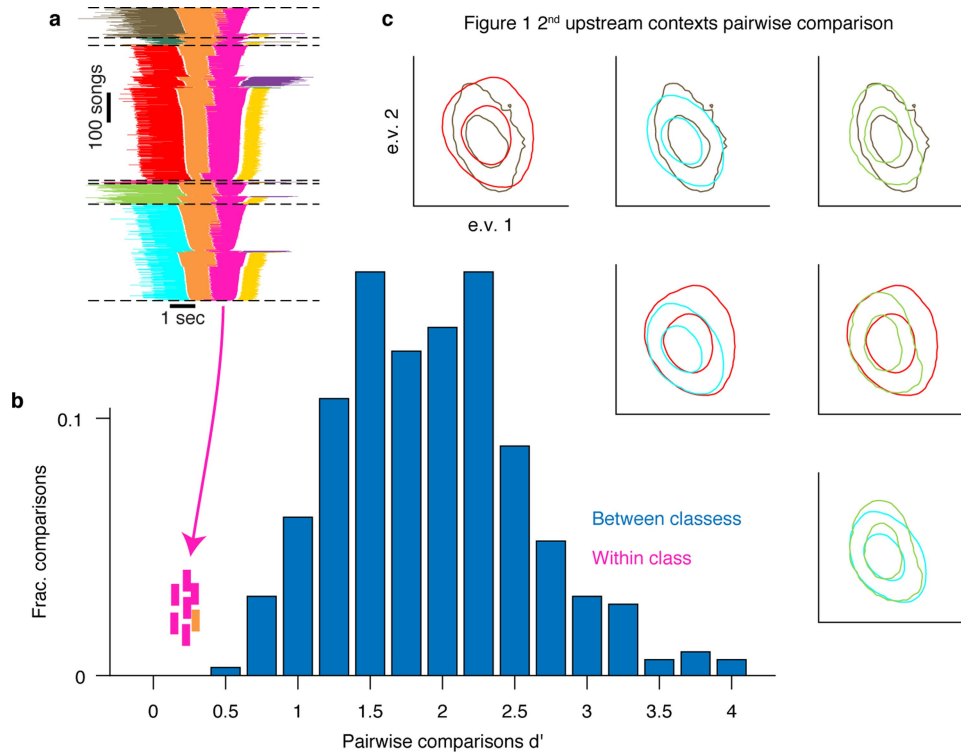 a
c
Figure 1 2nd upstream contexts pairwise comparison
100 songs
1 sec
e.v. 2
e.v. 1
b
0.1
Frac. comparisons
0
Between classess
Within class
0 0.5 1 1.5 2 2.5 3 3.5 4
Pairwise comparisons d'